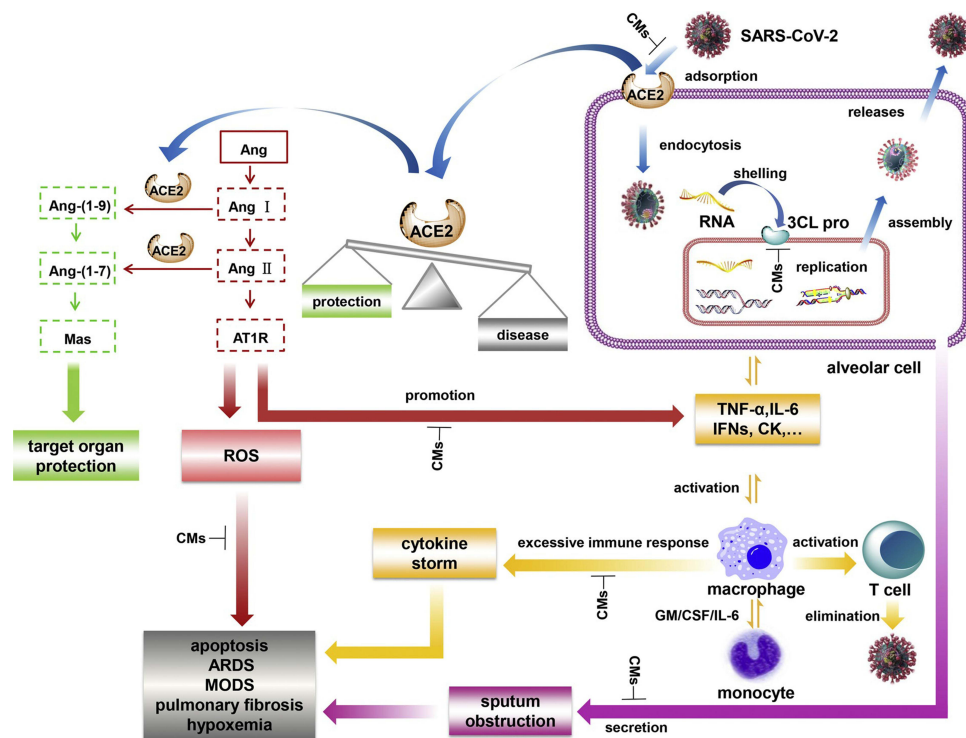 CMs
SARS-CoV-2
adsorption
ACE2
releases
endocytosis
shelling
RNA
3CL pro
assembly
CMs
replication
alveolar cell
Ang
ACE2
Ang-(1-9)
Ang Ⅰ
ACE2
ACE2
Ang-(1-7)
Ang Ⅱ
protection
disease
Mas
AT1R
promotion
CMs
TNF-α,IL-6
IFNs, CK,…
target organ
protection
ROS
activation
CMs
cytokine
storm
excessive immune response
CMs
macrophage
activation
T cell
GM/CSF/IL-6
elimination
monocyte
apoptosis
ARDS
MODS
pulmonary fibrosis
hypoxemia
sputum
obstruction
CMs
secretion